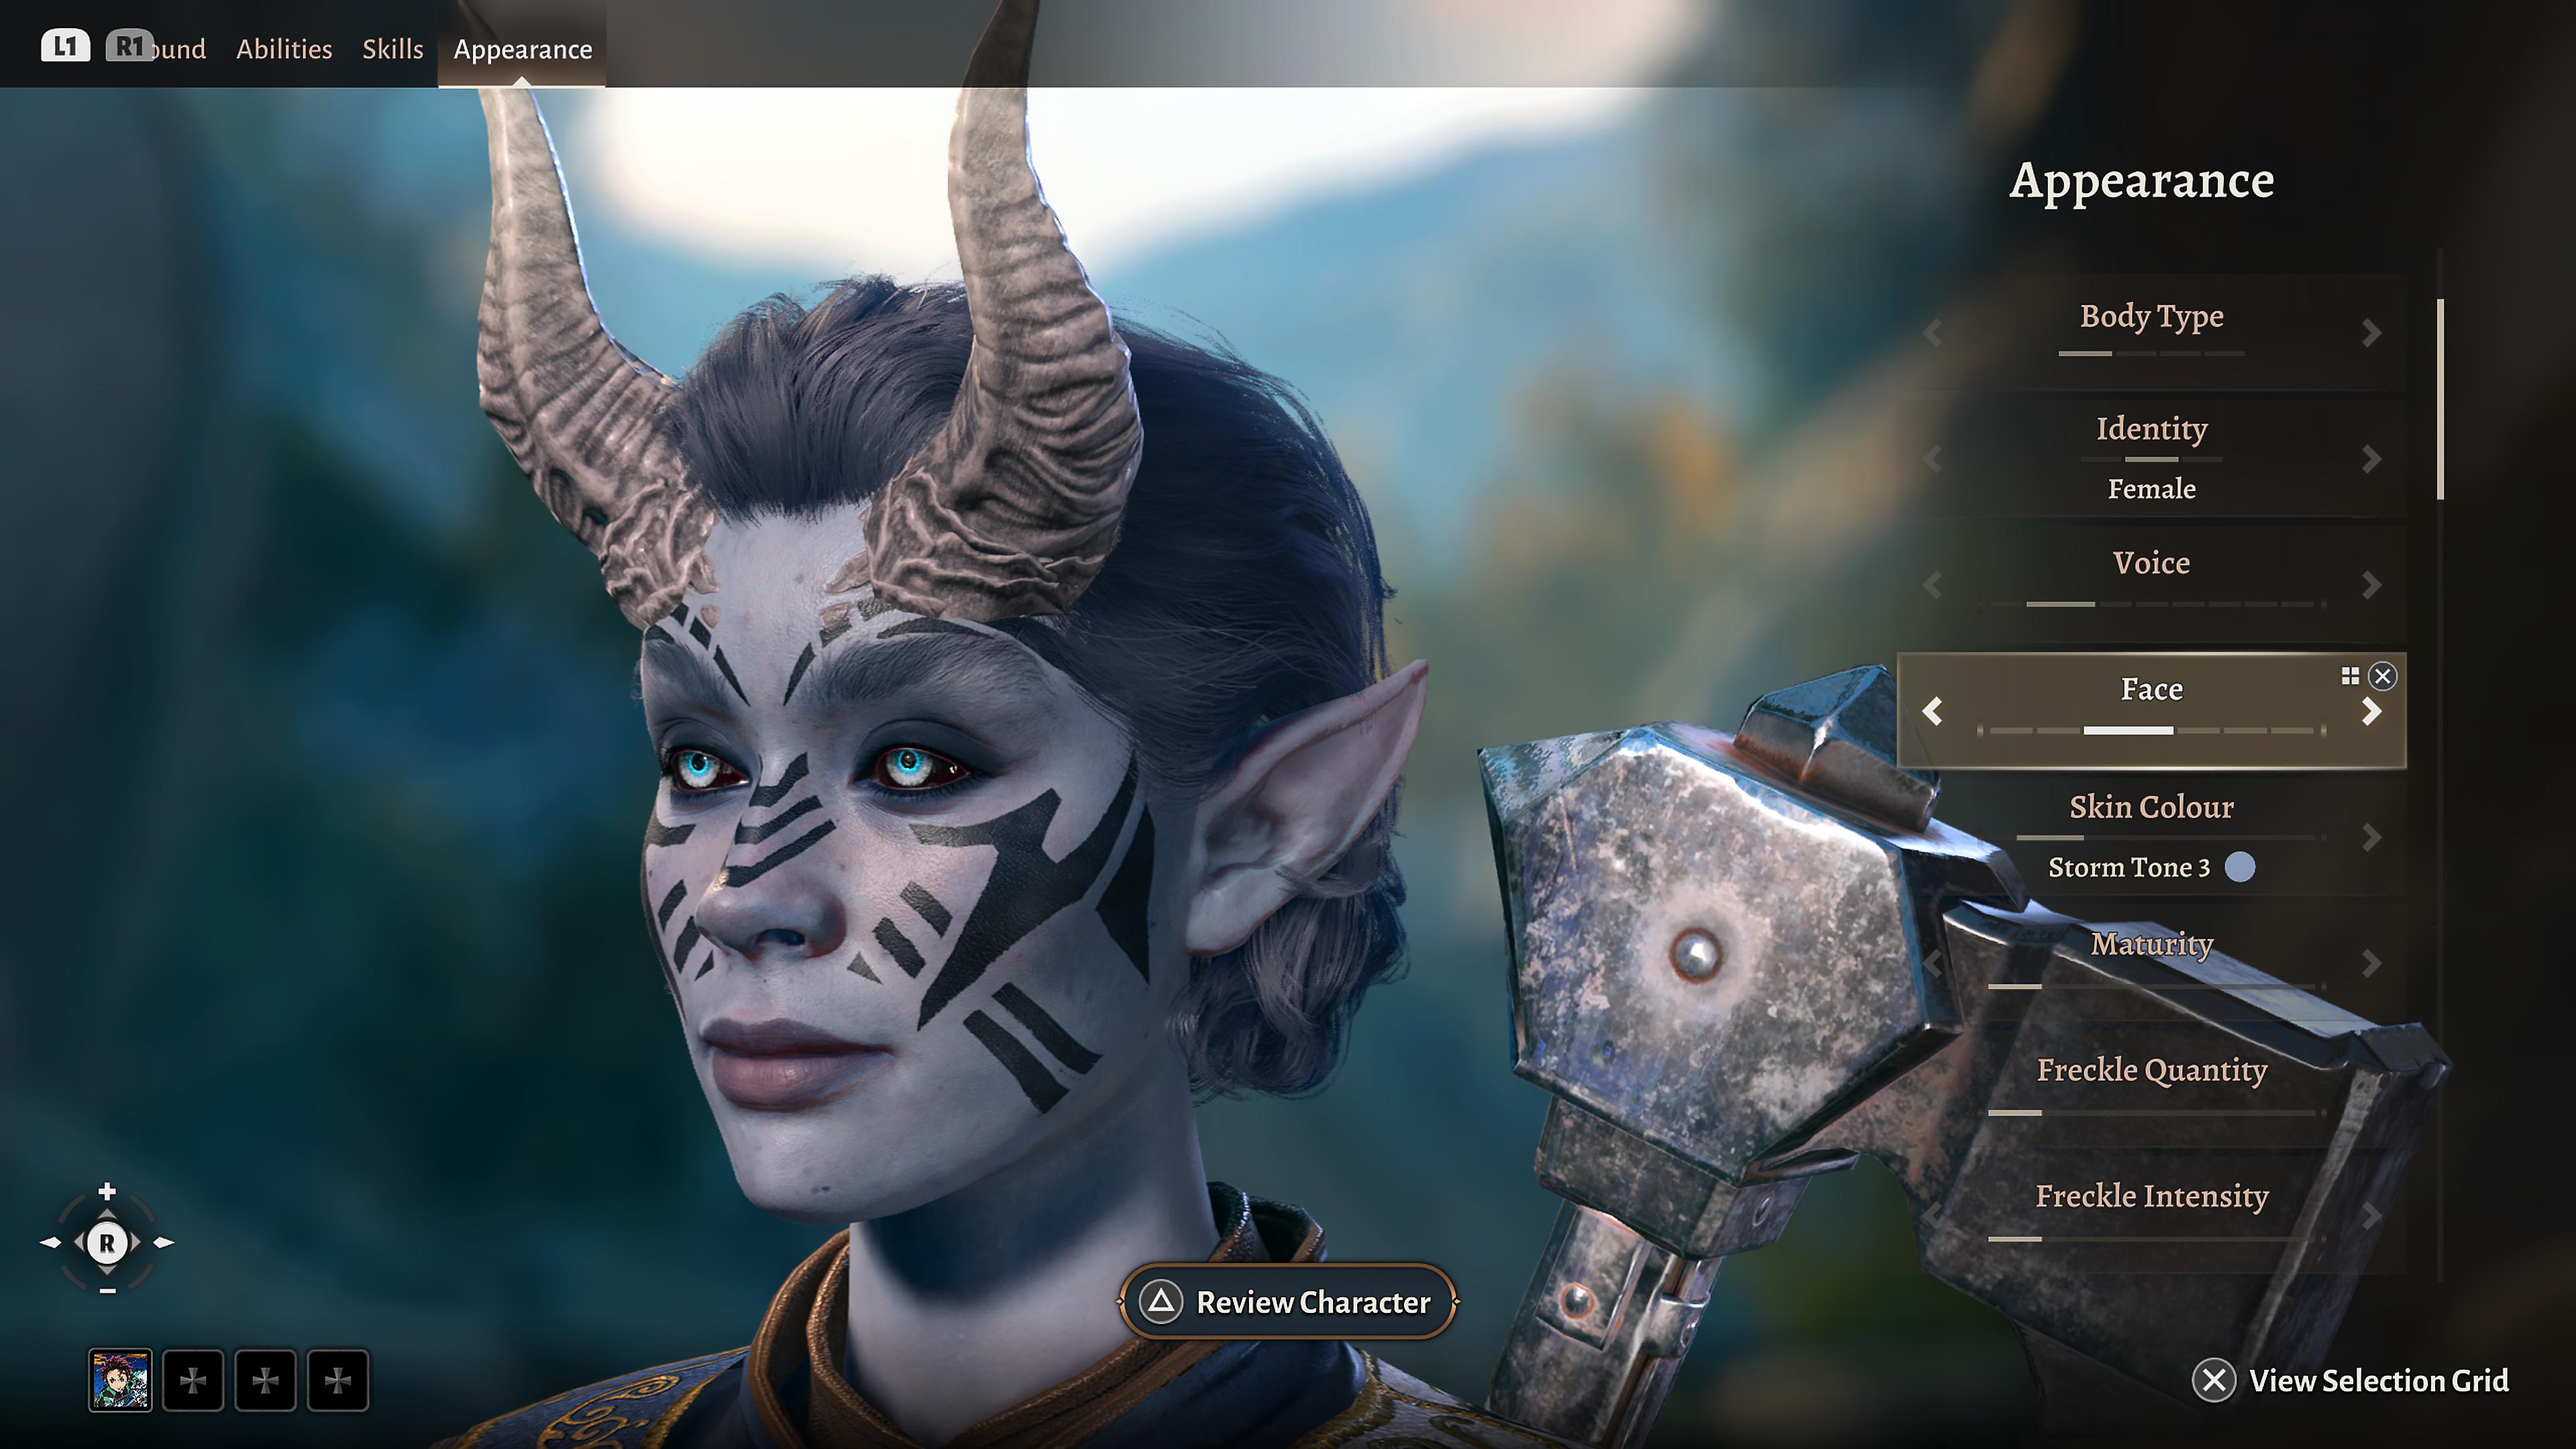 L1 R1 ound Abilities Skills Appearance
Appearance
Body Type
Identity
Female
Voice
Face
Skin Colour
Storm Tone 3
Maturity
Freckle Quantity
Freckle Intensity
R
Review Character
View Selection Grid